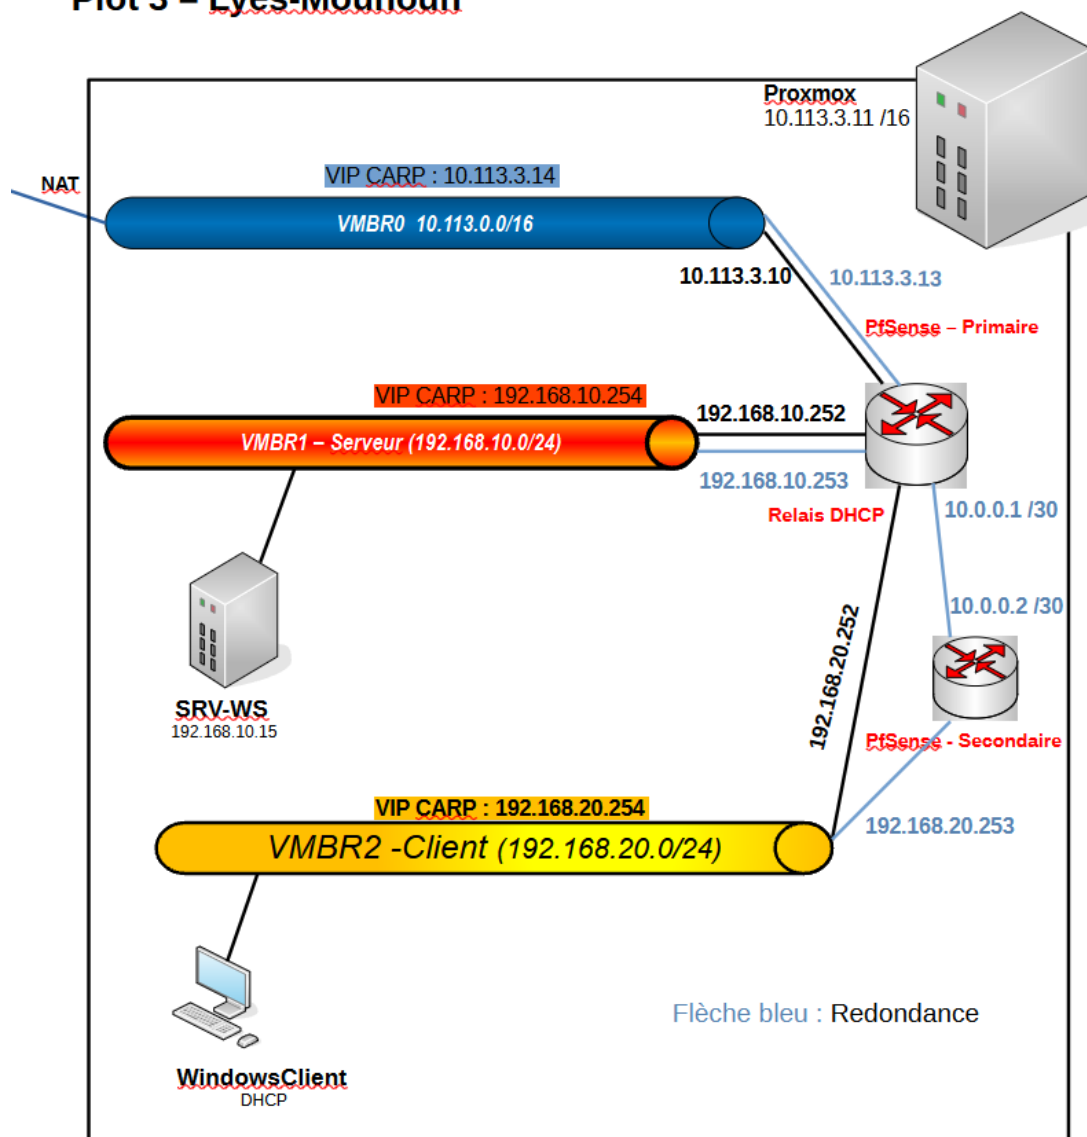 Plot 3 – Lyes-Mounoun
Proxmox
10.113.3.11 /16
NAT
VIP CARP : 10.113.3.14
VMBR0 10.113.0.0/16
10.113.3.10
10.113.3.13
PfSense – Primaire
VIP CARP : 192.168.10.254
192.168.10.252
VMBR1 – Serveur (192.168.10.0/24)
192.168.10.253
Relais DHCP
10.0.0.1 /30
10.0.0.2 /30
192.168.20.252
SRV-WS
192.168.10.15
PfSense - Secondaire
VIP CARP : 192.168.20.254
192.168.20.253
VMBR2 -Client (192.168.20.0/24)
Flèche bleu : Redondance
WindowsClient
DHCP